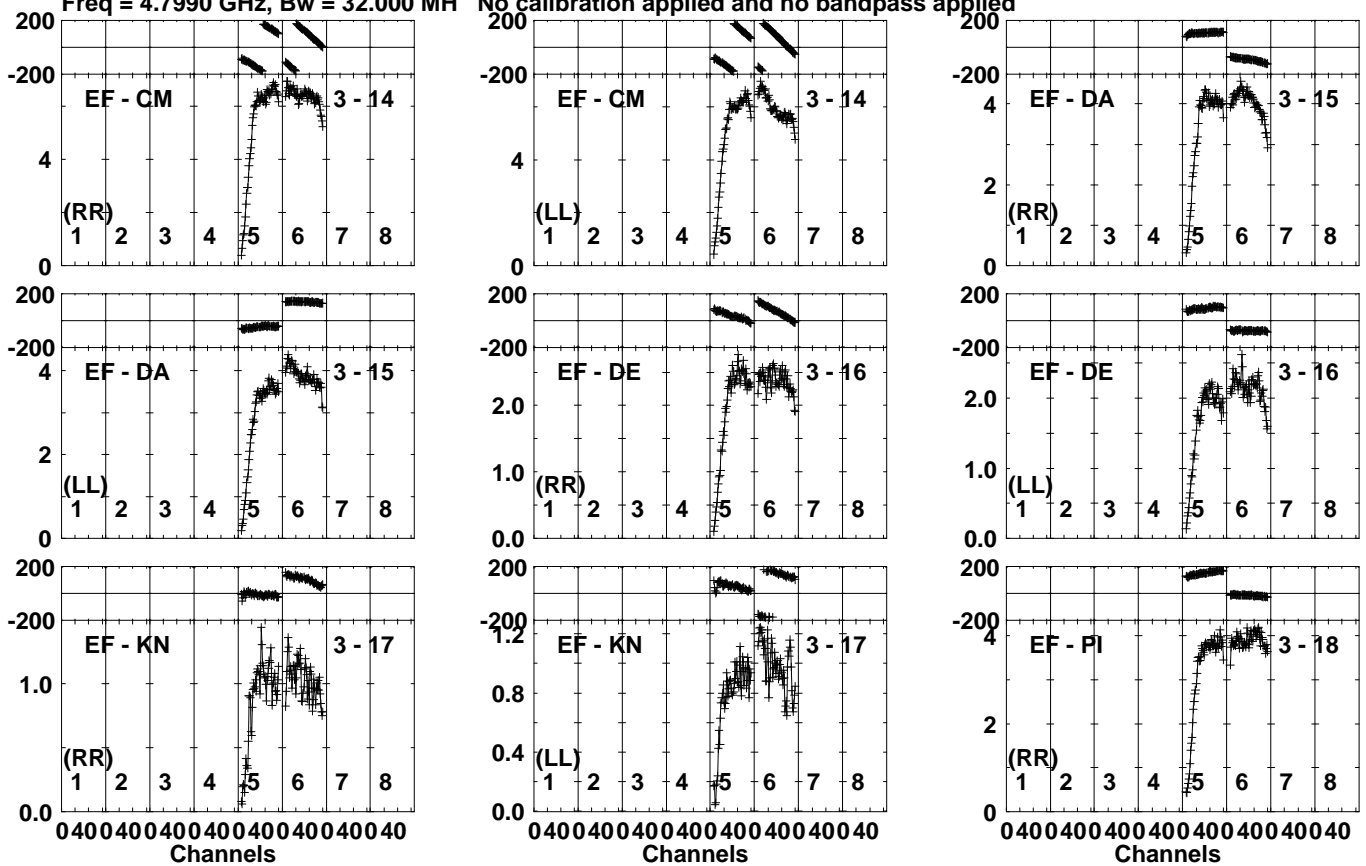 Freq = 4.7990 GHz, Bw = 32.000 MH No calibration applied and no bandpass applied
200
-200
EF - CM 3 - 14
4
(RR)
1 2 3 4 5 6 7 8
0
200
-200
EF - CM 3 - 14
4
(LL)
1 2 3 4 5 6 7 8
0
200
-200
EF - DA 3 - 15
4
2
(RR)
1 2 3 4 5 6 7 8
0
200
-200
EF - DA 3 - 15
4
2
(LL)
1 2 3 4 5 6 7 8
0
200
-200
EF - DE 3 - 16
2.0
1.0
(RR)
1 2 3 4 5 6 7 8
0.0
200
-200
EF - DE 3 - 16
2.0
1.0
(LL)
1 2 3 4 5 6 7 8
0.0
200
-200
EF - KN 3 - 17
1.0
(RR)
1 2 3 4 5 6 7 8
0.0
0 40 0 40 0 40 0 40 0 40 0 40 0 40 0 40
Channels
200
-200
1.2
EF - KN 3 - 17
0.8
0.4
(LL)
1 2 3 4 5 6 7 8
0.0
0 40 0 40 0 40 0 40 0 40 0 40 0 40 0 40
Channels
200
-200
EF - PI 3 - 18
4
2
(RR)
1 2 3 4 5 6 7 8
0
0 40 0 40 0 40 0 40 0 40 0 40 0 40 0 40
Channels